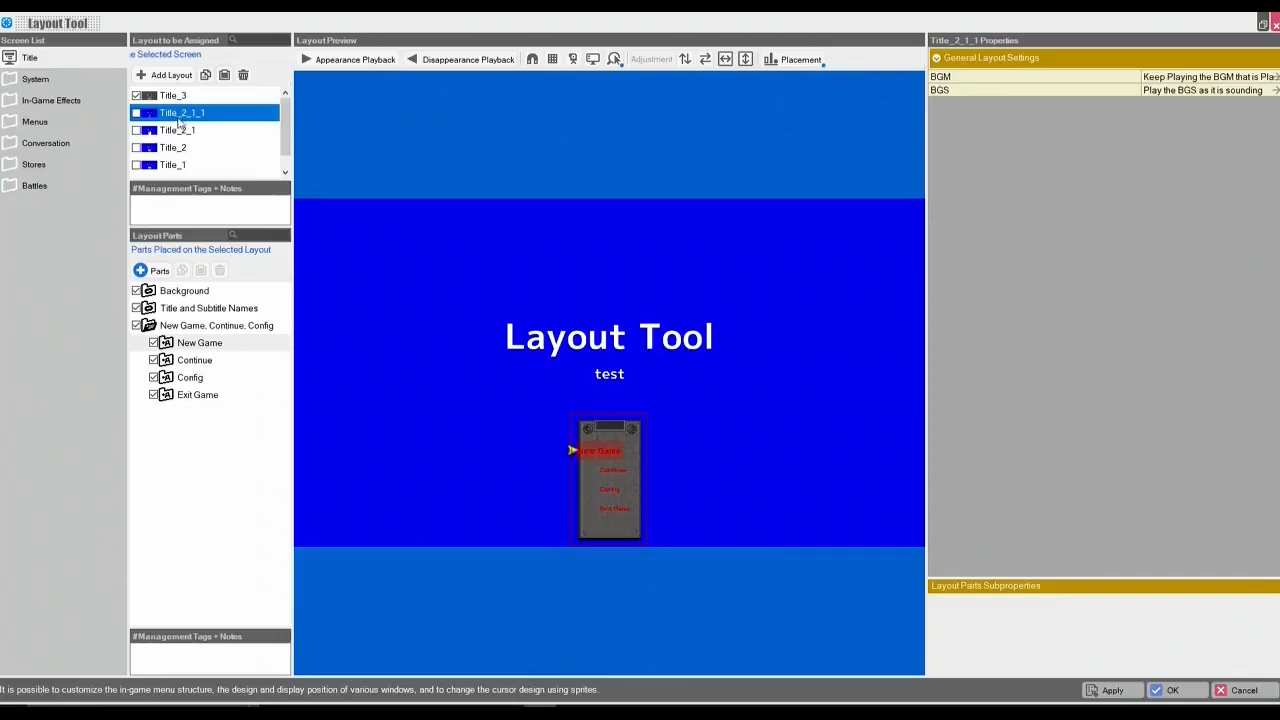 Layout Tool
Screen List
Title
System
In-Game Effects
Menus
Conversation
Stores
Battles
Layout to be Assigned
e Selected Screen
Add Layout
Title_3
Title_2_1_1
Title_2_1
Title_2
Title_1
#Management Tags + Notes
Layout Parts
Parts Placed on the Selected Layout
Parts
Background
Title and Subtitle Names
New Game, Continue, Config
New Game
Continue
Config
Exit Game
#Management Tags + Notes
Layout Preview
Appearance Playback
Disappearance Playback
Adjustment
Placement
Layout Tool
test
New Game
Continue
Config
Exit Game
Title_2_1_1 Properties
General Layout Settings
BGM Keep Playing the BGM that is Pla
BGS Play the BGS as it is sounding
Layout Parts Subproperties
It is possible to customize the in-game menu structure, the design and display position of various windows, and to change the cursor design using sprites.
Apply
OK
Cancel